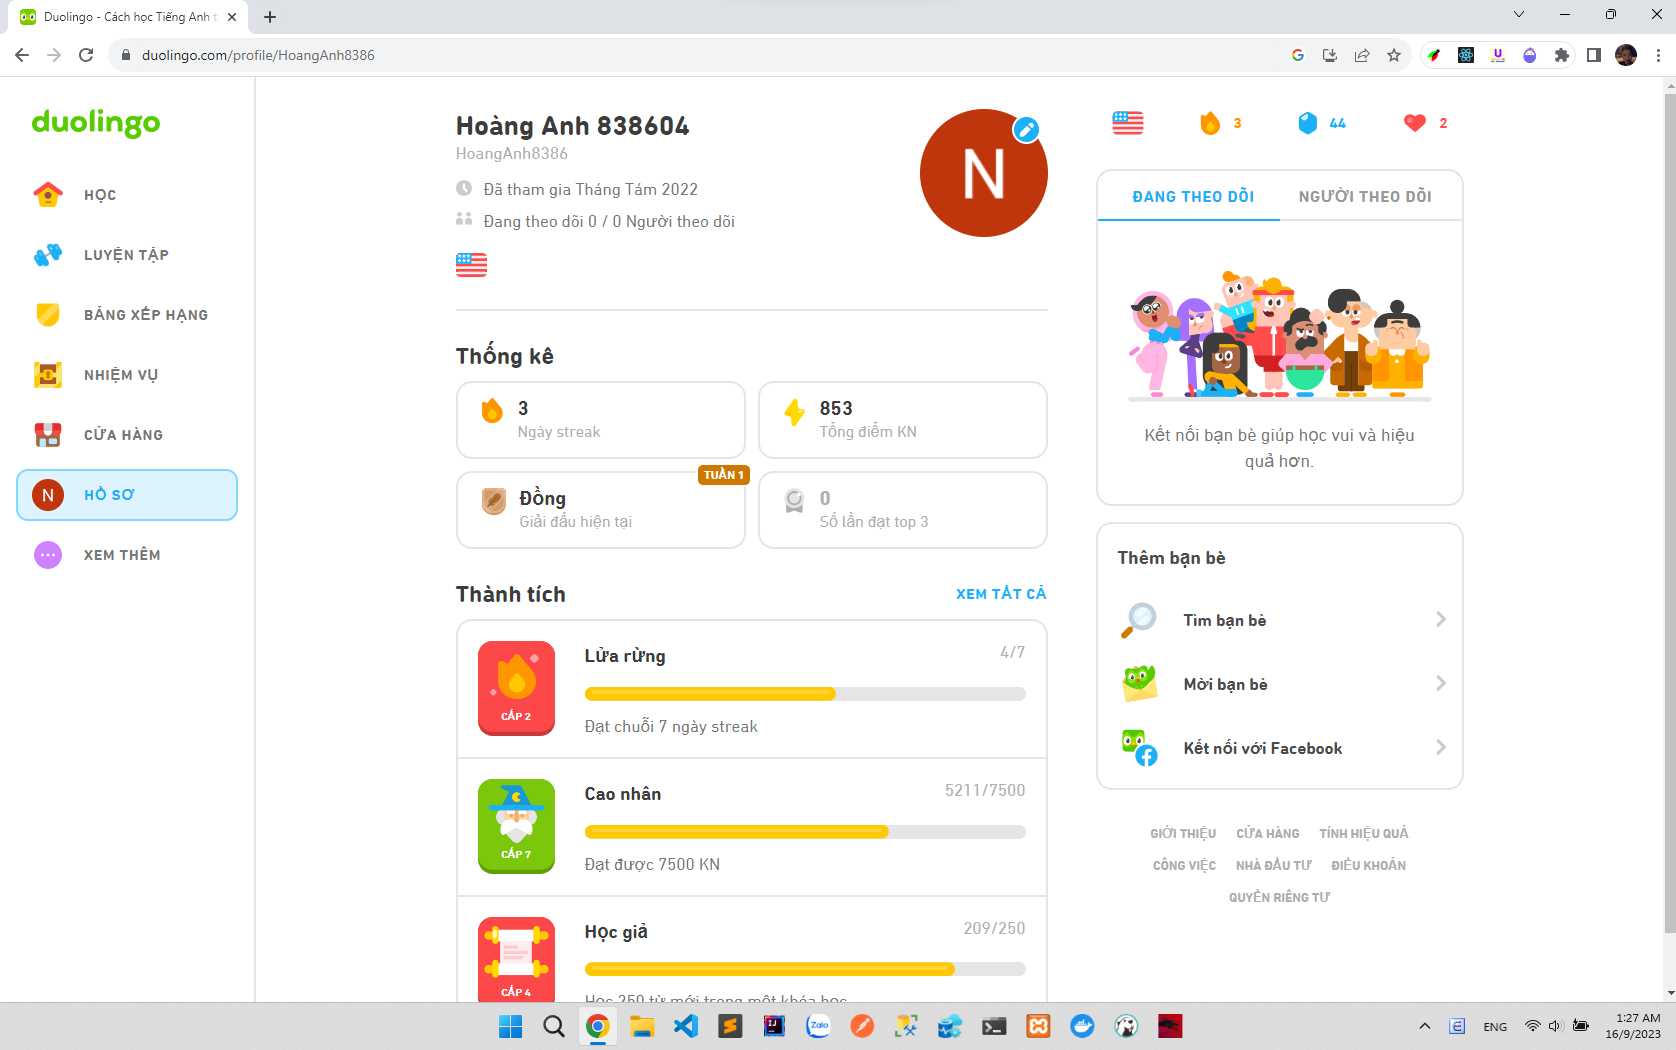 Duolingo - Cách học Tiếng Anh t
duolingo.com/profile/HoangAnh8386
duolingo
HỌC
LUYỆN TẬP
BẢNG XẾP HẠNG
NHIỆM VỤ
CỬA HÀNG
N
HỒ SƠ
XEM THÊM
Hoàng Anh 838604
HoangAnh8386
Đã tham gia Tháng Tám 2022
Đang theo dõi 0 / 0 Người theo dõi
N
Thống kê
3
Ngày streak
853
Tổng điểm KN
TUẦN 1
Đồng
Giải đấu hiện tại
0
Số lần đạt top 3
Thành tích
XEM TẤT CẢ
CẤP 2
Lửa rừng
4/7
Đạt chuỗi 7 ngày streak
CẤP 7
Cao nhân
5211/7500
Đạt được 7500 KN
CẤP 4
Học giả
209/250
Học 250 từ mới trong một khóa học
3
44
2
ĐANG THEO DÕI
NGƯỜI THEO DÕI
Kết nối bạn bè giúp học vui và hiệu
quả hơn.
Thêm bạn bè
Tìm bạn bè
Mời bạn bè
Kết nối với Facebook
GIỚI THIỆU CỬA HÀNG TÍNH HIỆU QUẢ
CÔNG VIỆC NHÀ ĐẦU TƯ ĐIỀU KHOẢN
QUYỀN RIÊNG TƯ
Zalo
ENG
1:27 AM
16/9/2023